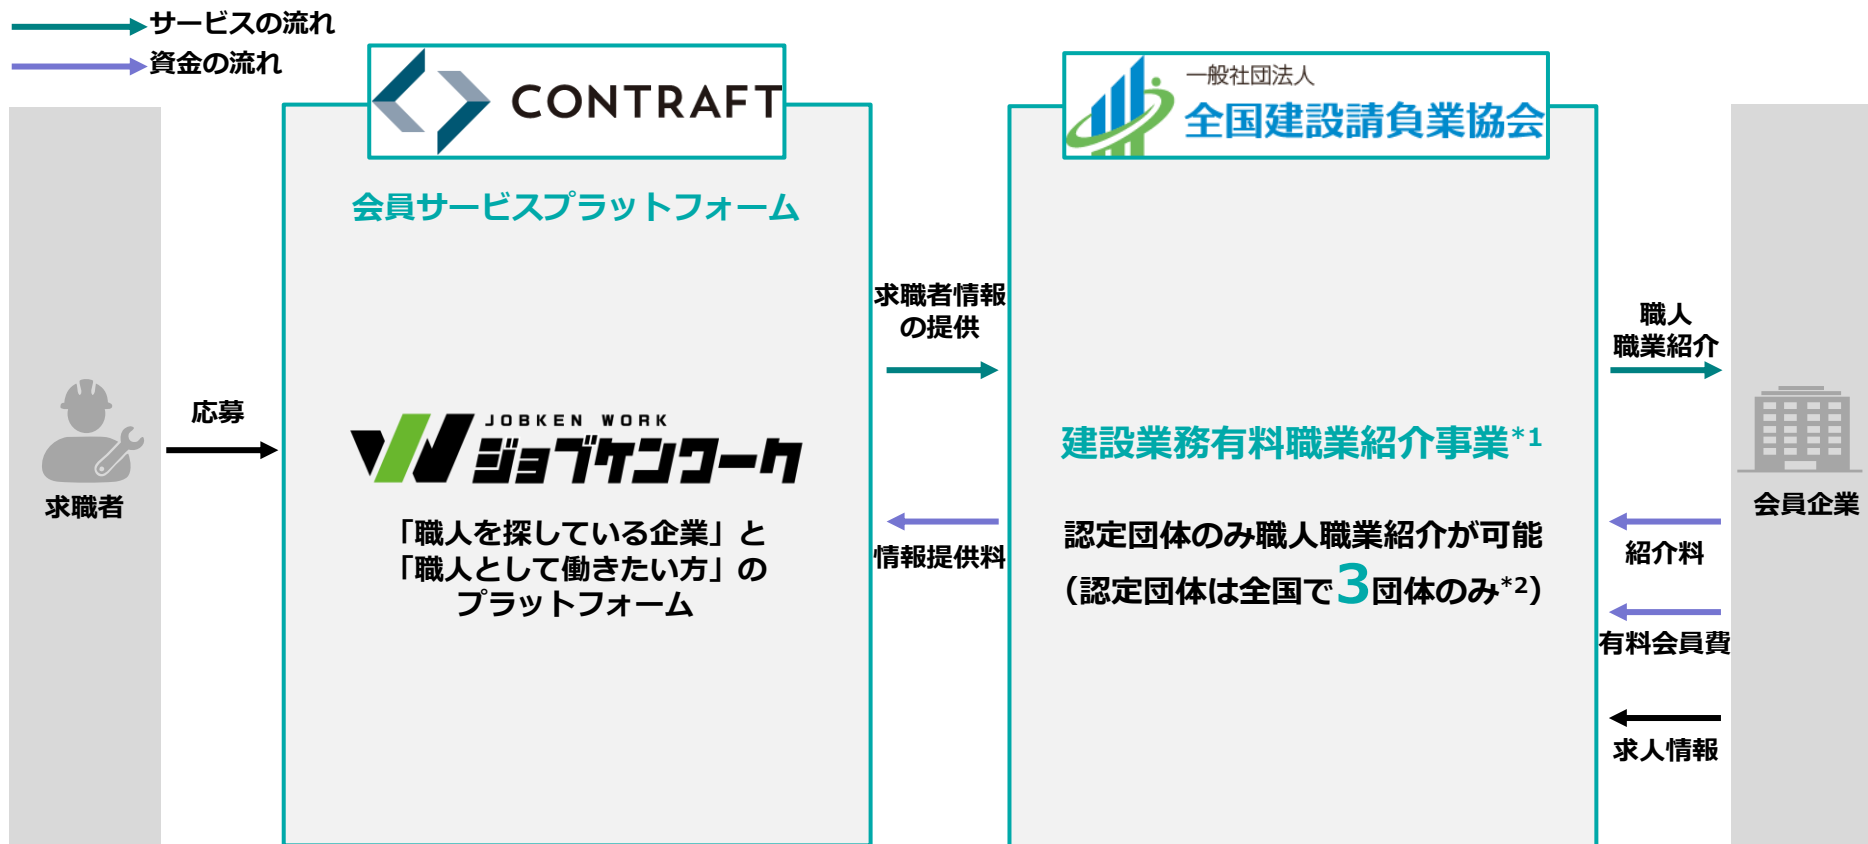 サービスの流れ
資金の流れ
CONTRAFT
一般社団法人
全国建設請負業協会
会員サービスプラットフォーム
求職者情報
の提供
職人
職業紹介
応募
JOBKEN WORK
ジョブケンワーク
建設業務有料職業紹介事業*1
求職者
会員企業
「職人を探している企業」と
「職人として働きたい方」の
プラットフォーム
情報提供料
認定団体のみ職人職業紹介が可能
（認定団体は全国で3団体のみ*2）
紹介料
有料会員費
求人情報